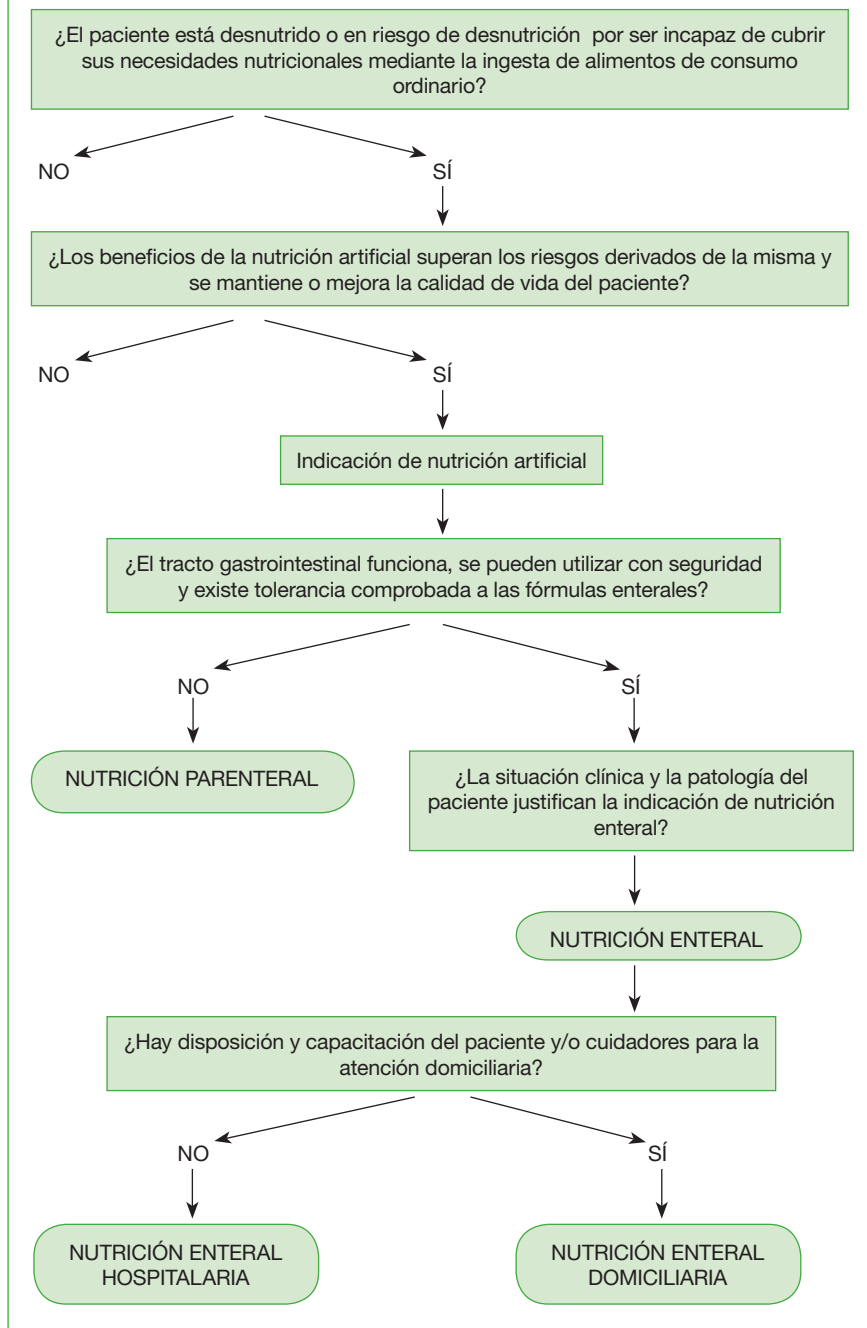 ¿El paciente está desnutrido o en riesgo de desnutrición por ser incapaz de cubrir
sus necesidades nutricionales mediante la ingesta de alimentos de consumo
ordinario?
NO
SÍ
¿Los beneficios de la nutrición artificial superan los riesgos derivados de la misma y
se mantiene o mejora la calidad de vida del paciente?
NO
SÍ
Indicación de nutrición artificial
¿El tracto gastrointestinal funciona, se pueden utilizar con seguridad
y existe tolerancia comprobada a las fórmulas enterales?
NO
SÍ
NUTRICIÓN PARENTERAL
¿La situación clínica y la patología del
paciente justifican la indicación de nutrición
enteral?
NUTRICIÓN ENTERAL
¿Hay disposición y capacitación del paciente y/o cuidadores para la
atención domiciliaria?
NO
SÍ
NUTRICIÓN ENTERAL
HOSPITALARIA
NUTRICIÓN ENTERAL
DOMICILIARIA